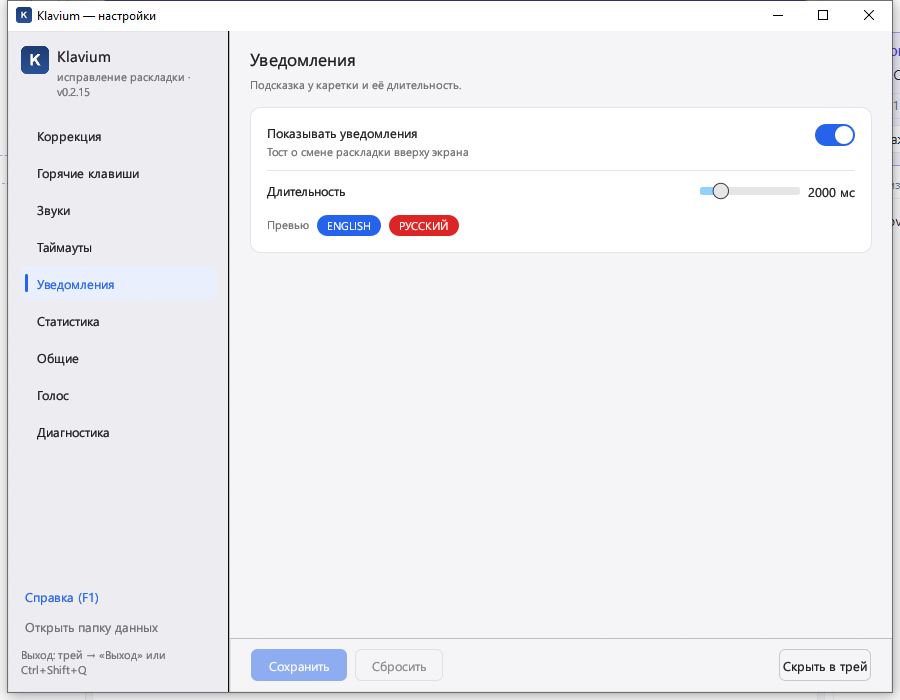 Klavium — настройки
Klavium
исправление раскладки ·
v0.2.15
Коррекция
Горячие клавиши
Звуки
Таймауты
Уведомления
Статистика
Общие
Голос
Диагностика
Справка (F1)
Открыть папку данных
Выход: трей → «Выход» или
Ctrl+Shift+Q
Уведомления
Подсказка у каретки и её длительность.
Показывать уведомления
Тост о смене раскладки вверху экрана
Длительность
2000 мс
Превью ENGLISH РУССКИЙ
Сохранить Сбросить Скрыть в трей